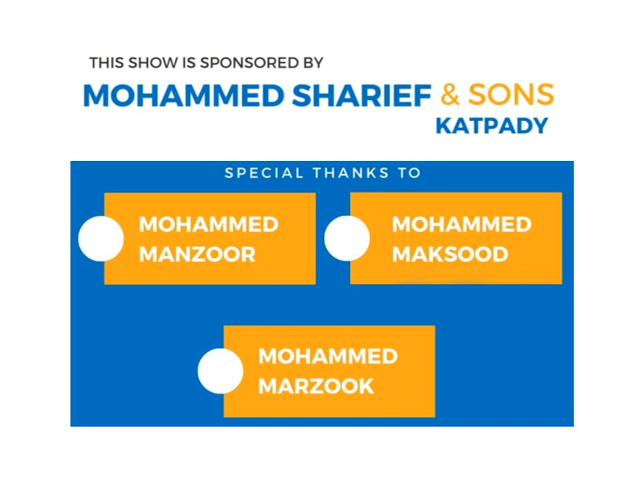 THIS SHOW IS SPONSORED BY
MOHAMMED SHARIEF & SONS
KATPADY
SPECIAL THANKS TO
MOHAMMED
MANZOOR
MOHAMMED
MAKSOOD
MOHAMMED
MARZOOK